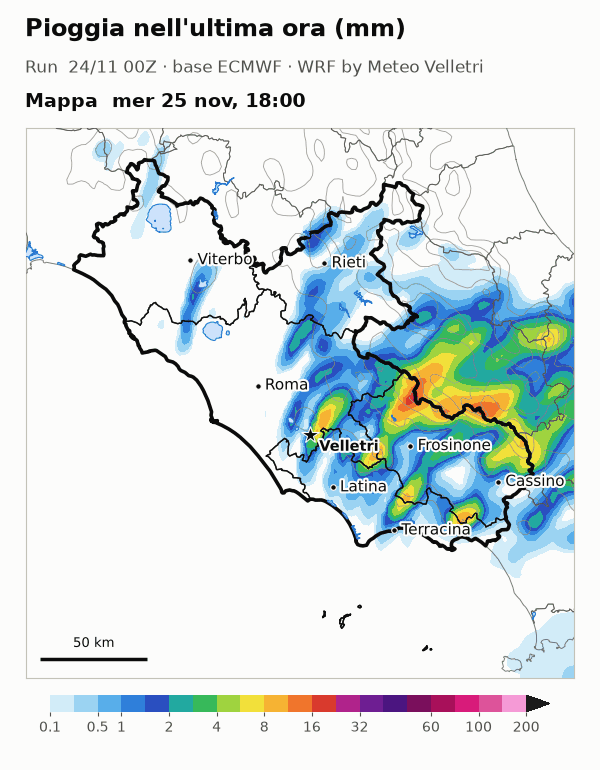 Pioggia nell'ultima ora (mm)
Run  24/11 00Z · base ECMWF · WRF by Meteo Velletri
Mappa  mer 25 nov, 18:00
Viterbo
Rieti
Roma
Velletri
Frosinone
Latina
Cassino
Terracina
50 km
0.1 0.5 1 2 4 8 16 32 60 100 200